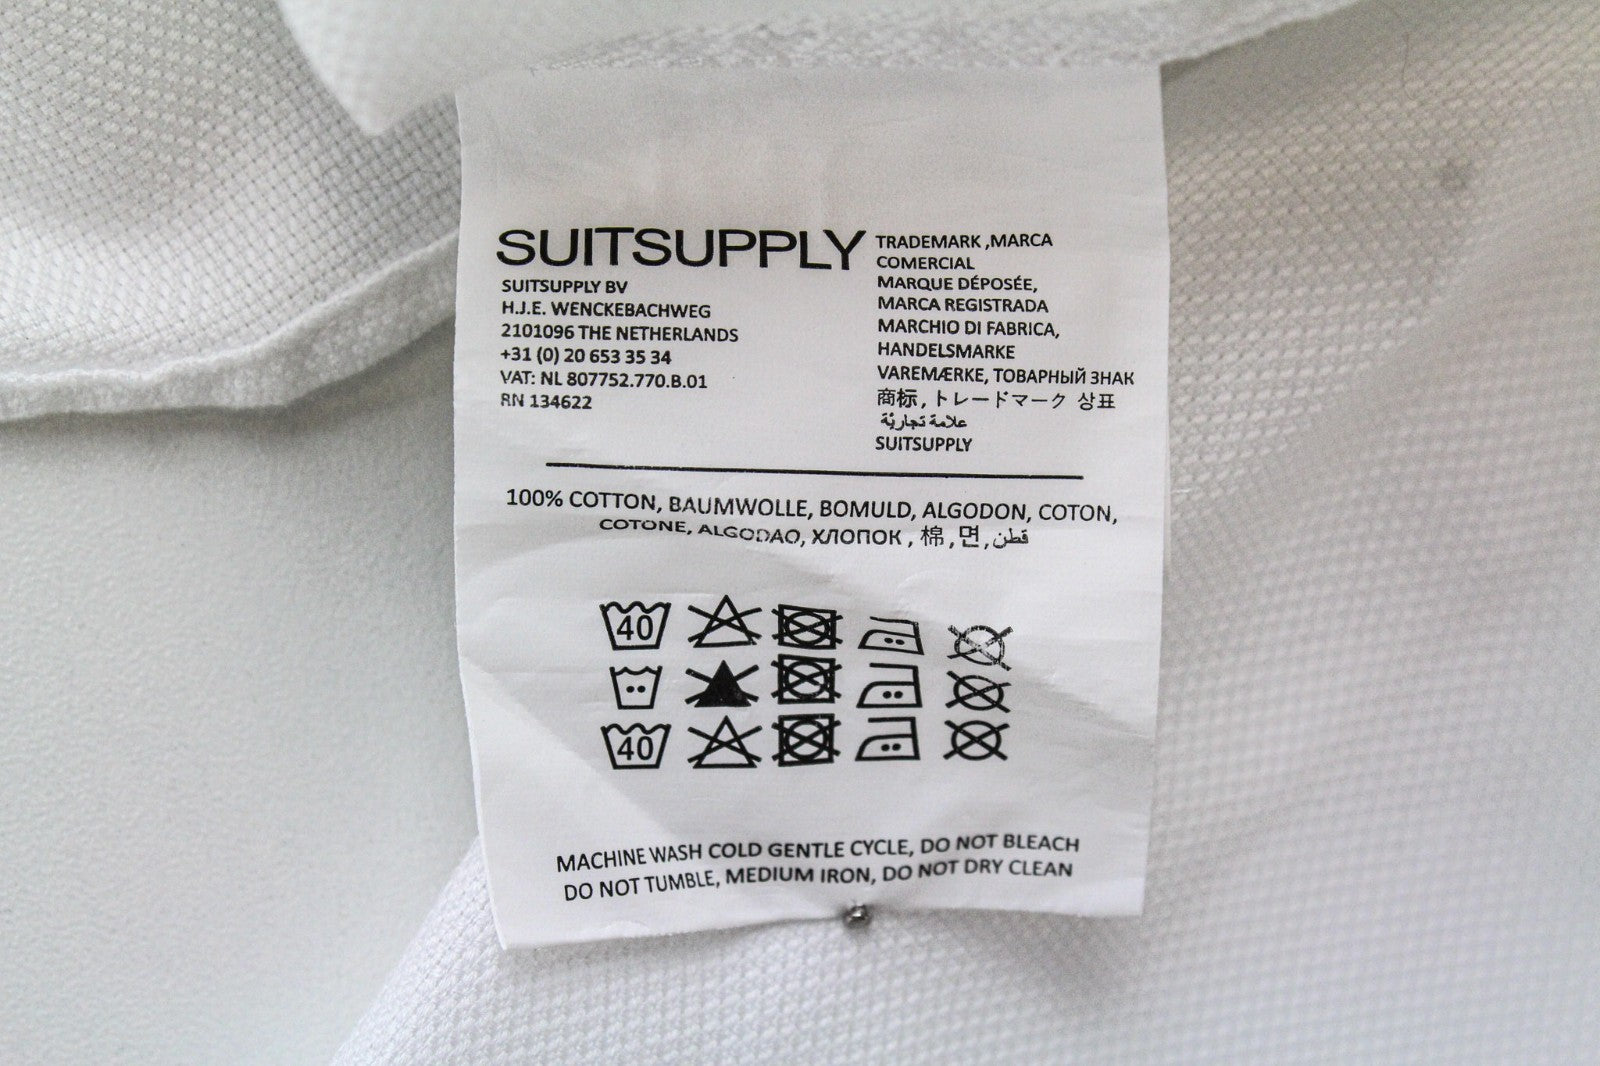 SUITSUPPLY
SUITSUPPLY BV
H.J.E. WENCKEBACHWEG
2101096 THE NETHERLANDS
+31 (0) 20 653 35 34
VAT: NL 807752.770.B.01
RN 134622
TRADEMARK ,MARCA
COMERCIAL
MARQUE DÉPOSÉE,
MARCA REGISTRADA
MARCHIO DI FABRICA,
HANDELSMARKE
VAREMÆRKE, ТОВАРНЫЙ ЗНАК
商标, トレードマーク 상표
علامة تجاريّة
SUITSUPPLY
100% COTTON, BAUMWOLLE, BOMULD, ALGODON, COTON,
COTONE, ALGODAO, ХЛОПОК , 棉 , 면 , قطن
40
40
MACHINE WASH COLD GENTLE CYCLE, DO NOT BLEACH
DO NOT TUMBLE, MEDIUM IRON, DO NOT DRY CLEAN